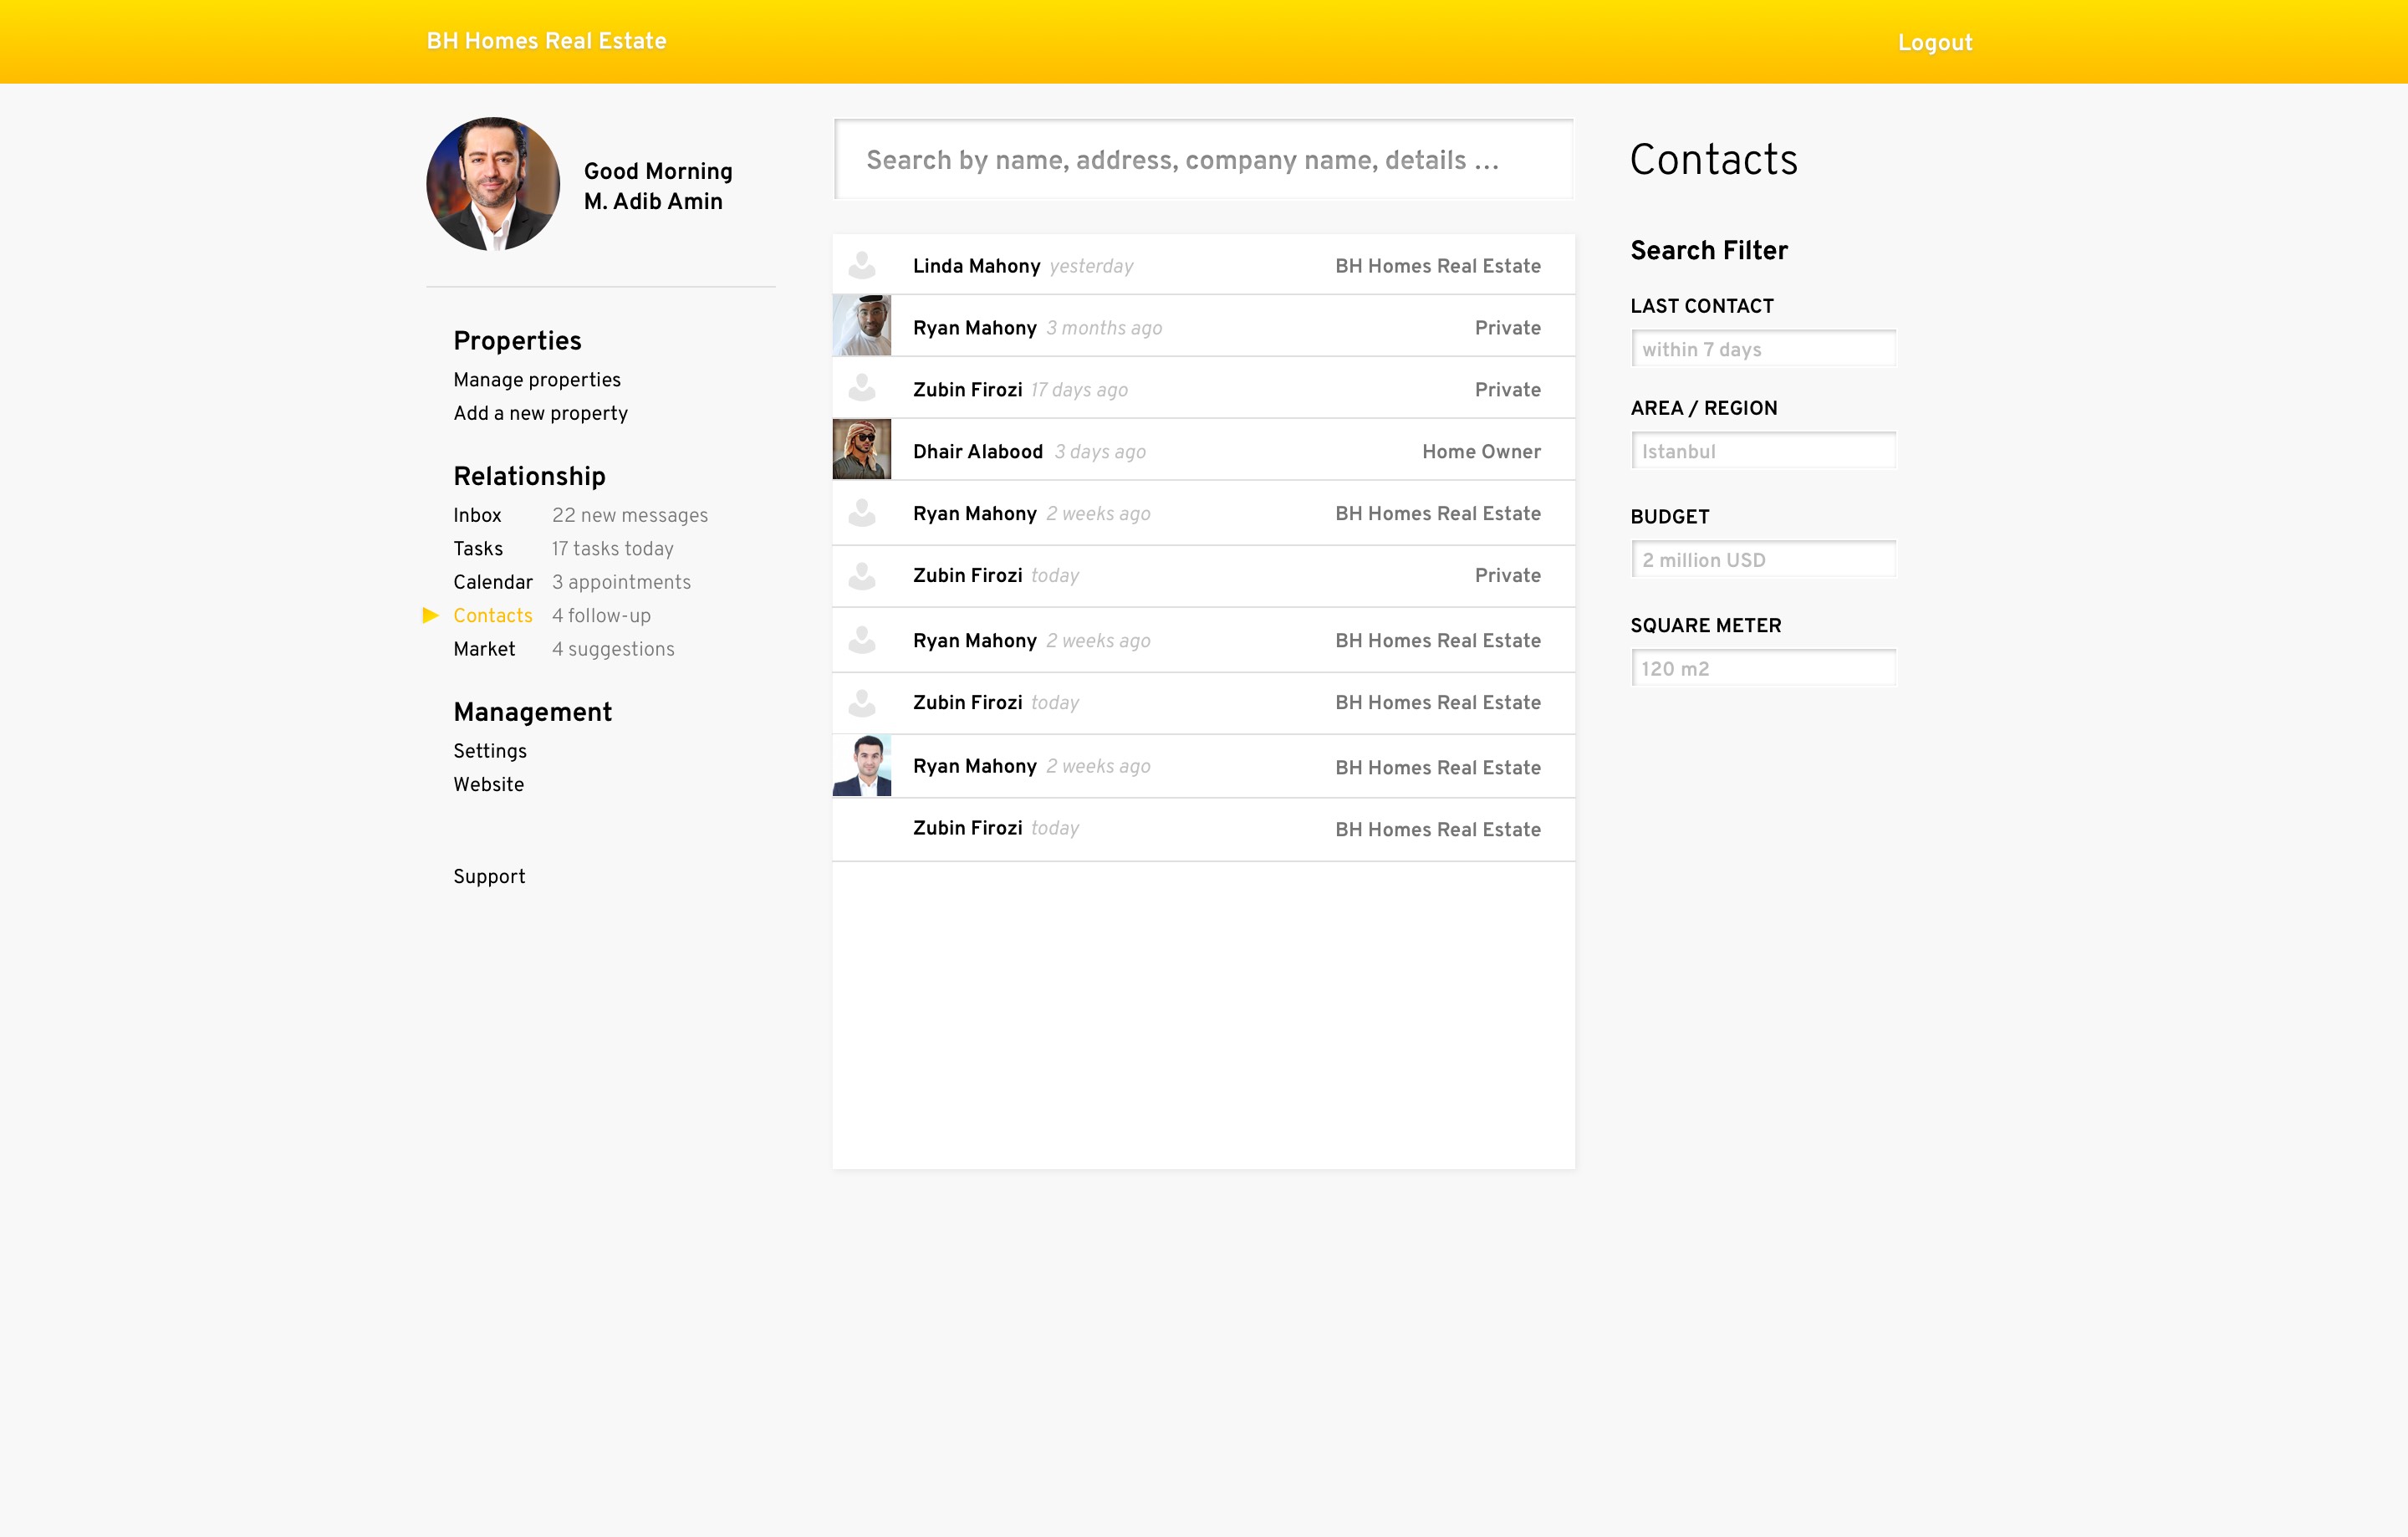 BH Homes Real Estate
Logout
Good Morning
M. Adib Amin
Properties
Manage properties
Add a new property
Relationship
Inbox 22 new messages
Tasks 17 tasks today
Calendar 3 appointments
Contacts 4 follow-up
Market 4 suggestions
Management
Settings
Website
Support
Search by name, address, company name, details ...
Linda Mahony yesterday BH Homes Real Estate
Ryan Mahony 3 months ago Private
Zubin Firozi 17 days ago Private
Dhair Alabood 3 days ago Home Owner
Ryan Mahony 2 weeks ago BH Homes Real Estate
Zubin Firozi today Private
Ryan Mahony 2 weeks ago BH Homes Real Estate
Zubin Firozi today BH Homes Real Estate
Ryan Mahony 2 weeks ago BH Homes Real Estate
Zubin Firozi today BH Homes Real Estate
Contacts
Search Filter
LAST CONTACT
within 7 days
AREA / REGION
Istanbul
BUDGET
2 million USD
SQUARE METER
120 m2